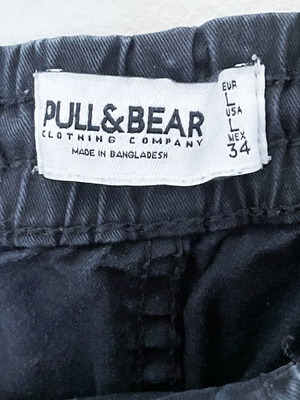 PULL&BEAR
CLOTHING COMPANY
MADE IN BANGLADESH
EUR
L
USA
L
MEX
34